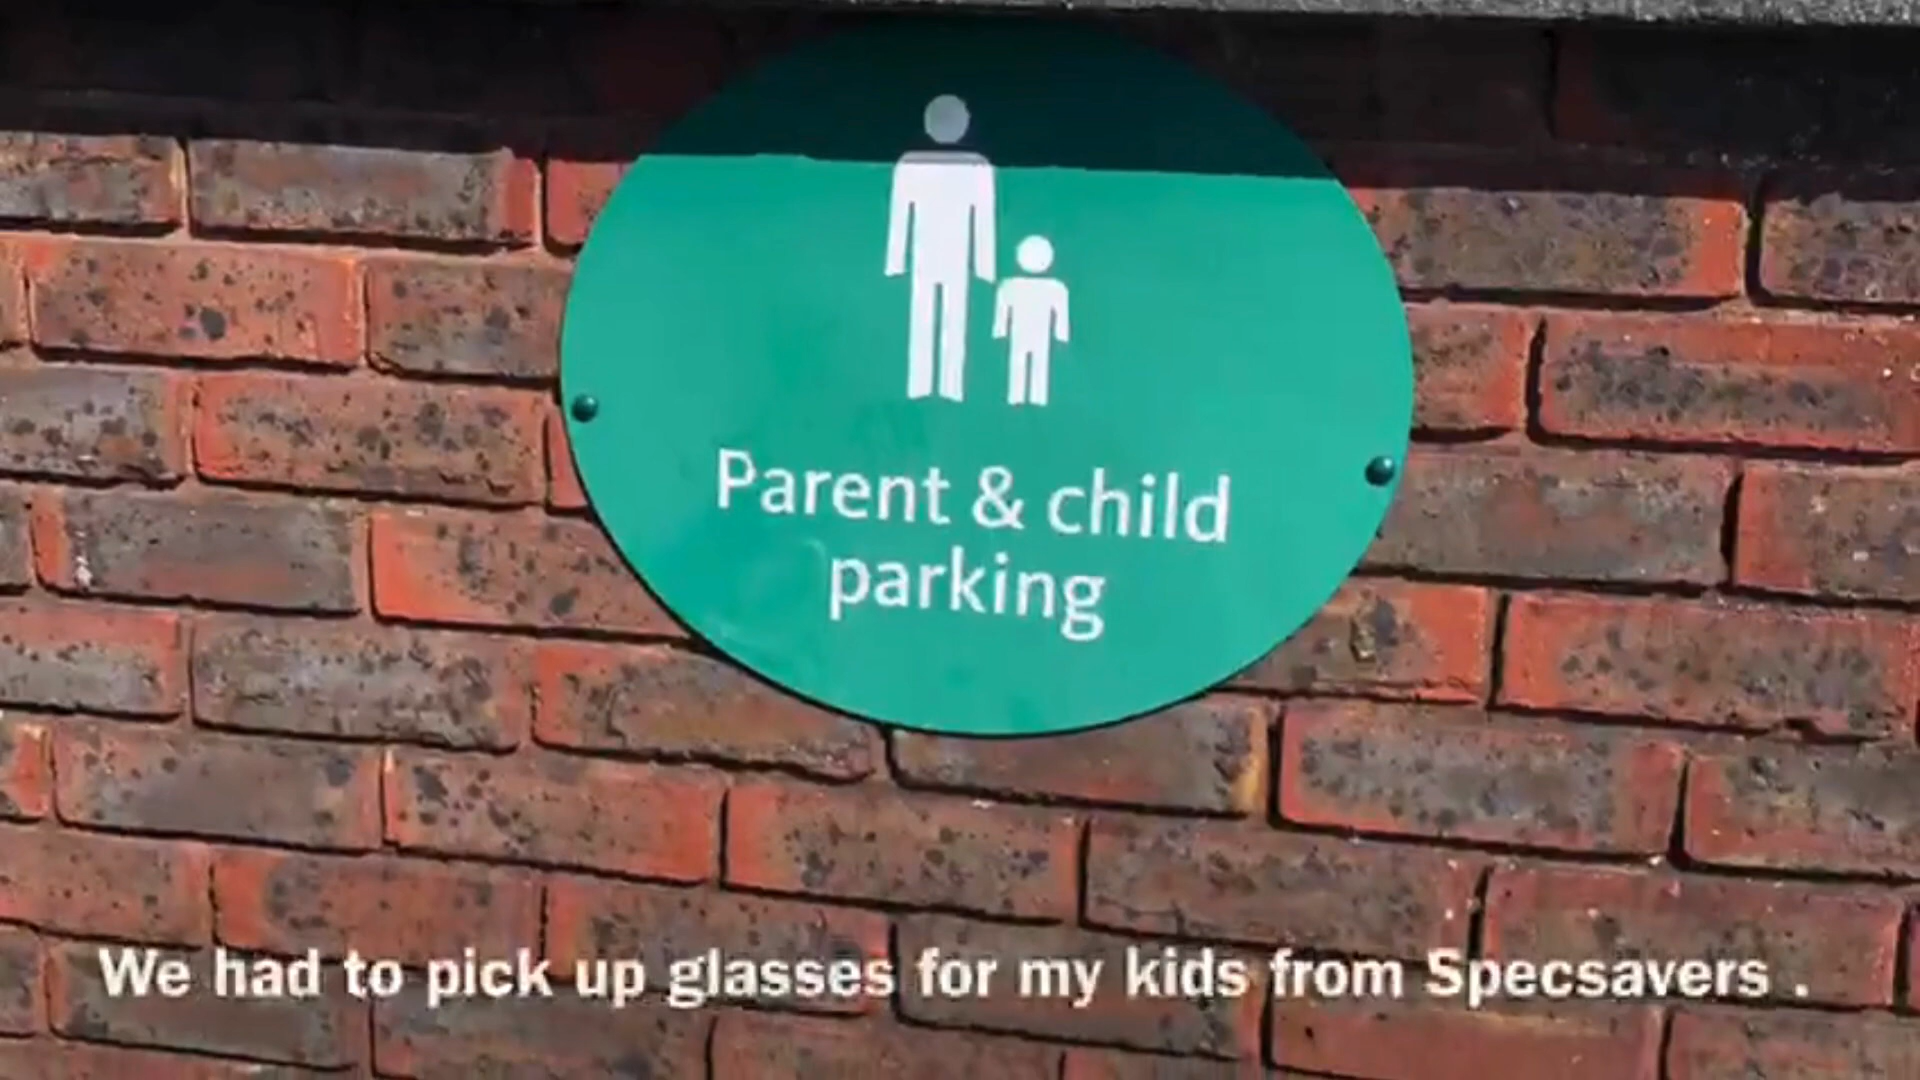 Parent & child
parking
We had to pick up glasses for my kids from Specsavers .